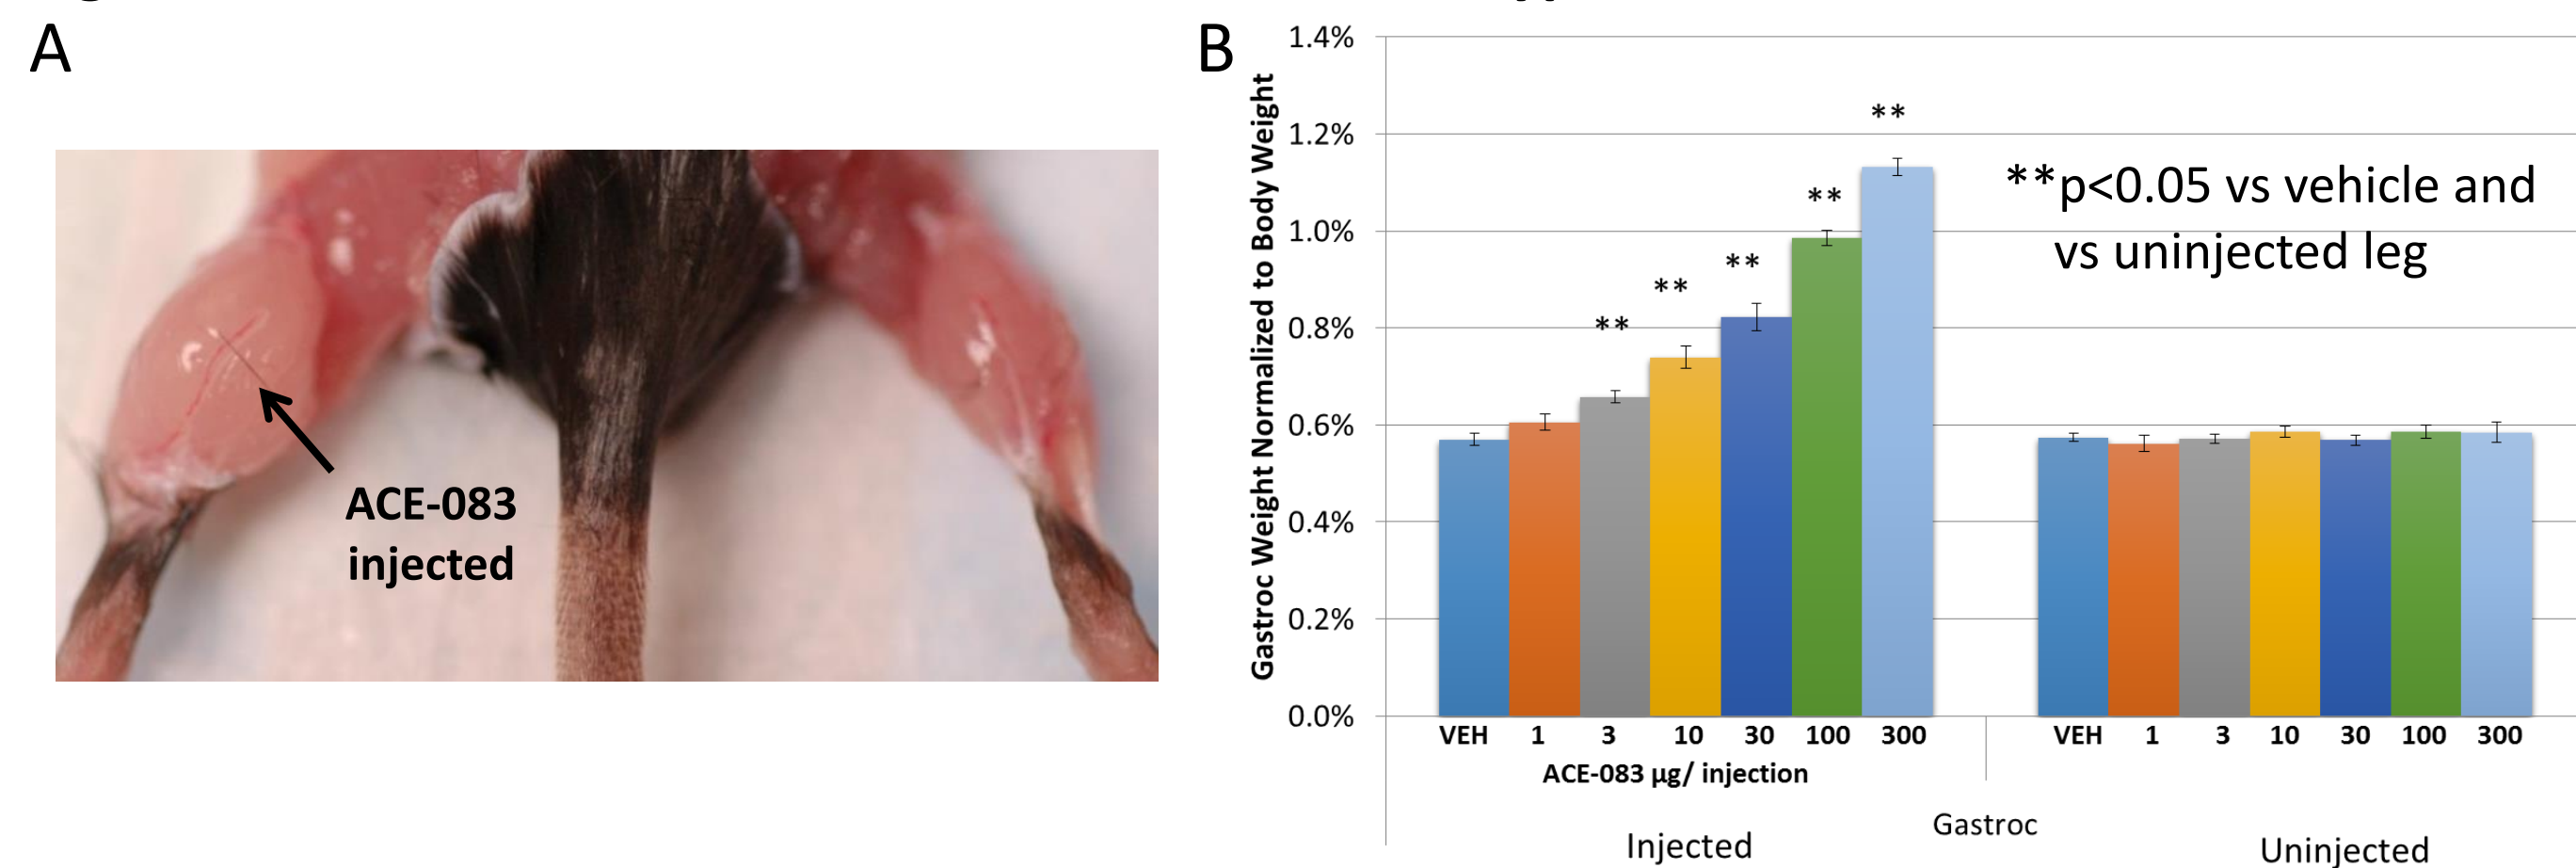 A
ACE-083
injected
B
Gastroc Weight Normalized to Body Weight
1.4%
1.2%
1.0%
0.8%
0.6%
0.4%
0.2%
0.0%
**
**
**
**
**
**p<0.05 vs vehicle and
vs uninjected leg
VEH 1 3 10 30 100 300
VEH 1 3 10 30 100 300
ACE-083 µg/ injection
Gastroc
Injected
Uninjected